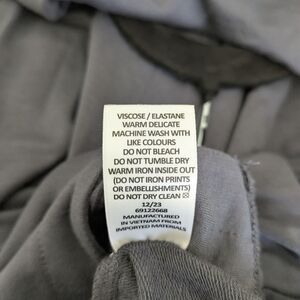 VISCOSE / ELASTANE
WARM DELICATE
MACHINE WASH WITH
LIKE COLOURS
DO NOT BLEACH
DO NOT TUMBLE DRY
WARM IRON INSIDE OUT
(DO NOT IRON PRINTS
OR EMBELLISHMENTS)
DO NOT DRY CLEAN ☒
12/23
69122668
MANUFACTURED
IN VIETNAM FROM
IMPORTED MATERIALS